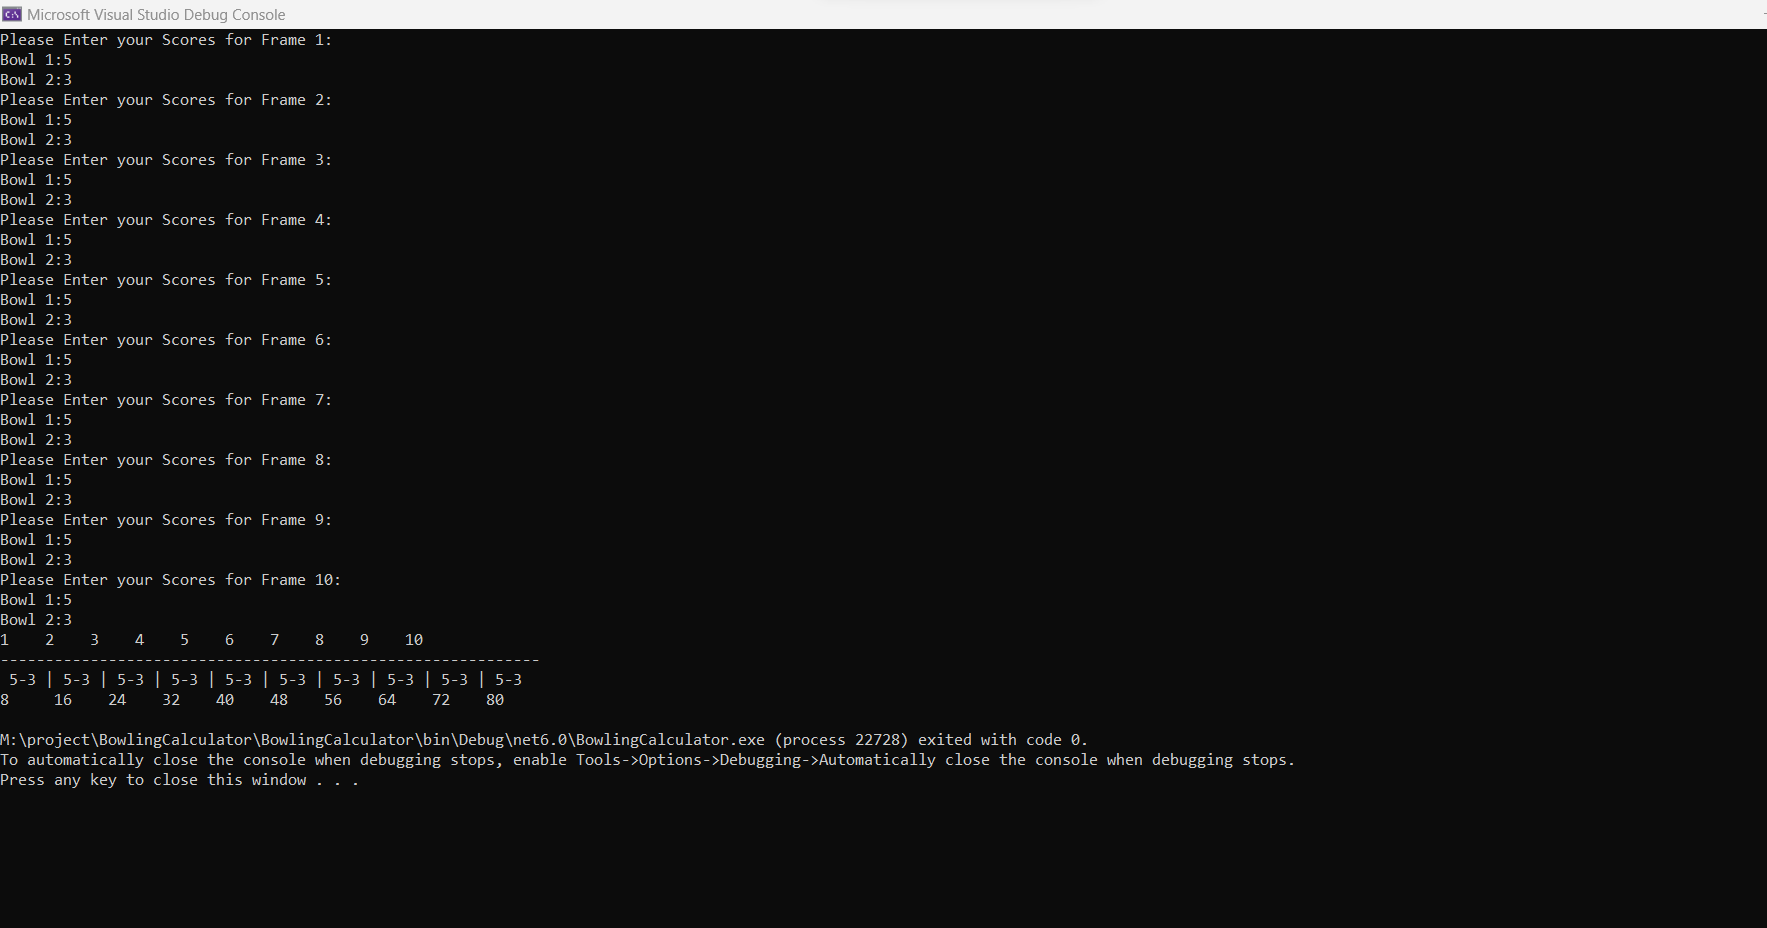 Microsoft Visual Studio Debug Console
Please Enter your Scores for Frame 1:
Bowl 1:5
Bowl 2:3
Please Enter your Scores for Frame 2:
Bowl 1:5
Bowl 2:3
Please Enter your Scores for Frame 3:
Bowl 1:5
Bowl 2:3
Please Enter your Scores for Frame 4:
Bowl 1:5
Bowl 2:3
Please Enter your Scores for Frame 5:
Bowl 1:5
Bowl 2:3
Please Enter your Scores for Frame 6:
Bowl 1:5
Bowl 2:3
Please Enter your Scores for Frame 7:
Bowl 1:5
Bowl 2:3
Please Enter your Scores for Frame 8:
Bowl 1:5
Bowl 2:3
Please Enter your Scores for Frame 9:
Bowl 1:5
Bowl 2:3
Please Enter your Scores for Frame 10:
Bowl 1:5
Bowl 2:3
1    2    3    4    5    6    7    8    9    10
------------------------------------------------------------
 5-3 | 5-3 | 5-3 | 5-3 | 5-3 | 5-3 | 5-3 | 5-3 | 5-3 | 5-3
8     16    24    32    40    48    56    64    72    80
M:\project\BowlingCalculator\BowlingCalculator\bin\Debug\net6.0\BowlingCalculator.exe (process 22728) exited with code 0.
To automatically close the console when debugging stops, enable Tools->Options->Debugging->Automatically close the console when debugging stops.
Press any key to close this window . . .